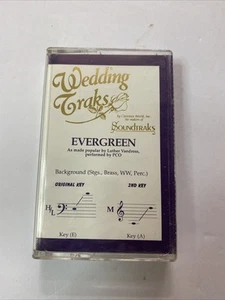 Wedding
Traks
by Christian World, Inc.
the makers of
SOUNDTRAKS
EVERGREEN
As made popular by Luther Vandross,
performed by PCO
Background (Stgs., Brass, WW, Perc.)
ORIGINAL KEY 2ND KEY
H/L M
Key (E) Key (A)